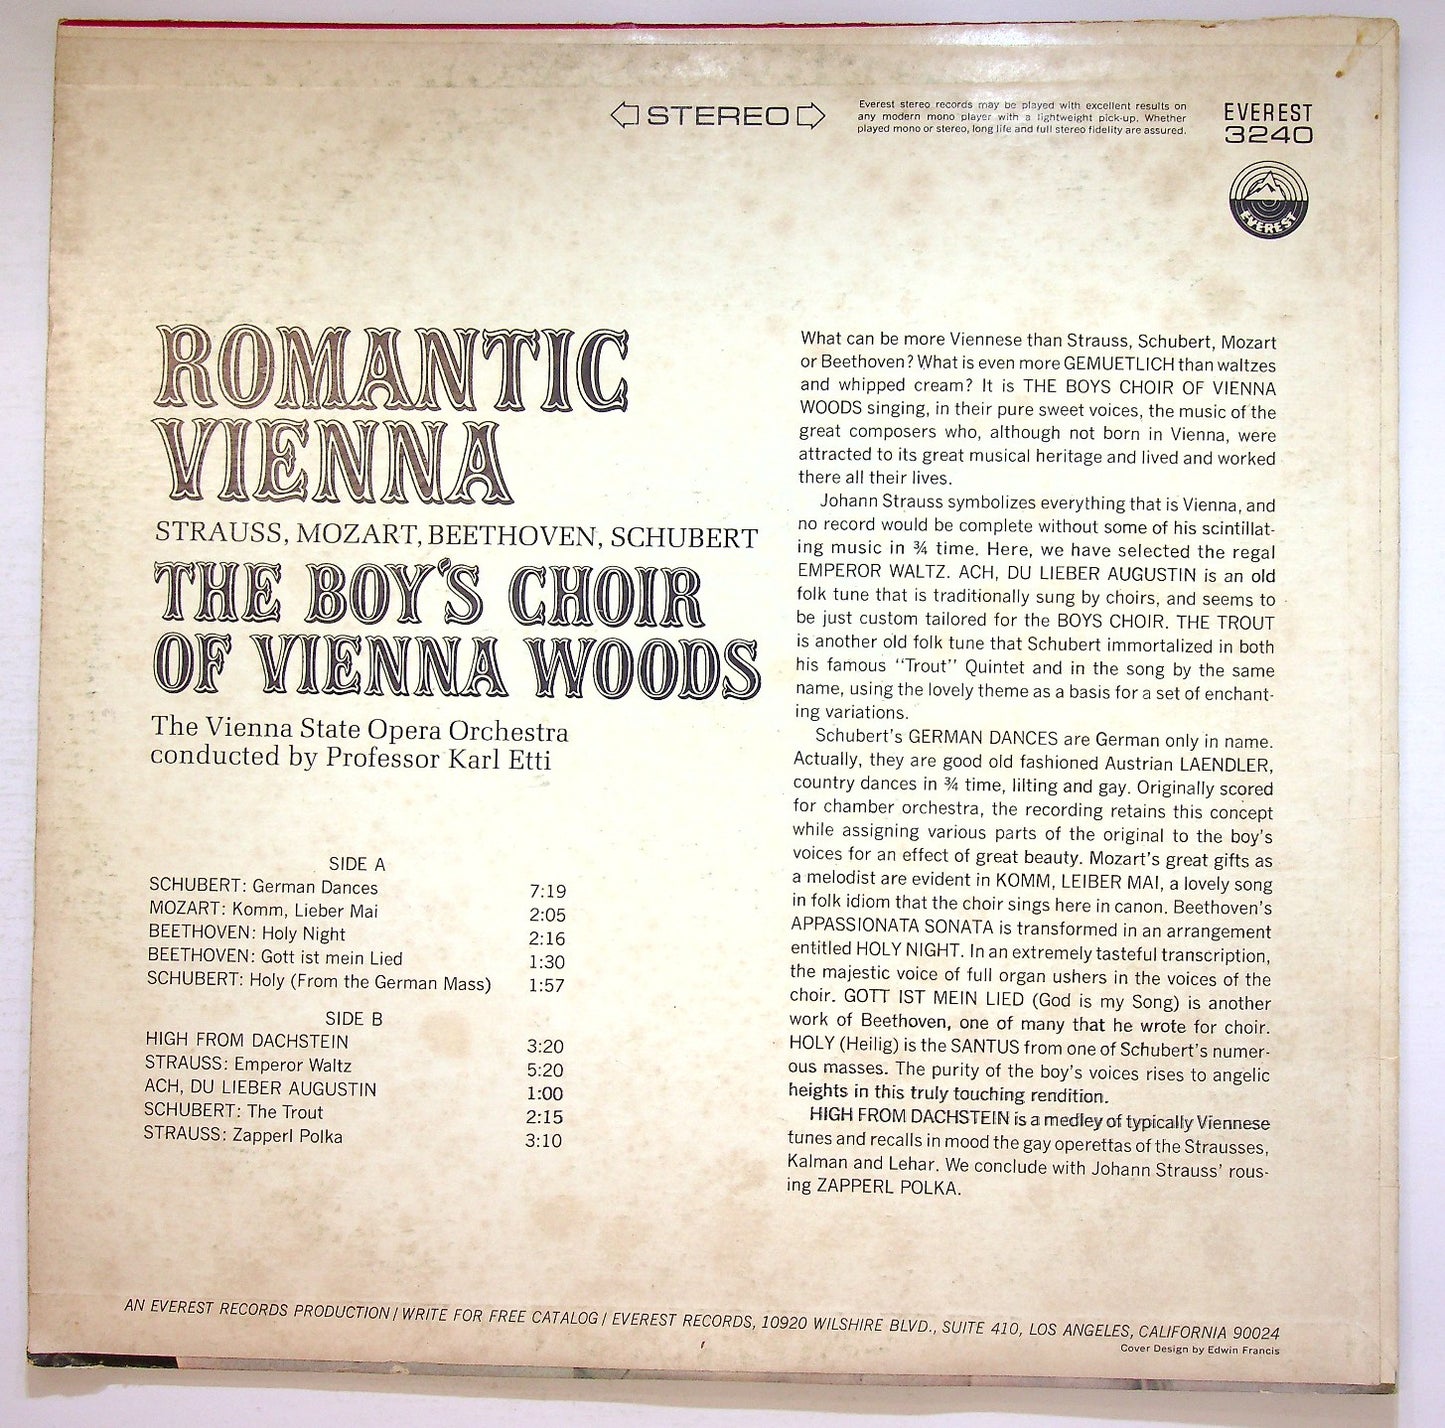 STEREO
Everest stereo records may be played with excellent results on
any modern mono player with a lightweight pick-up. Whether
played mono or stereo, long life and full stereo fidelity are assured.
EVEREST
3240
EVEREST
ROMANTIC
VIENNA
STRAUSS, MOZART, BEETHOVEN, SCHUBERT
THE BOY'S CHOIR
OF VIENNA WOODS
The Vienna State Opera Orchestra
conducted by Professor Karl Etti
SIDE A
SCHUBERT: German Dances 7:19
MOZART: Komm, Lieber Mai 2:05
BEETHOVEN: Holy Night 2:16
BEETHOVEN: Gott ist mein Lied 1:30
SCHUBERT: Holy (From the German Mass) 1:57
SIDE B
HIGH FROM DACHSTEIN 3:20
STRAUSS: Emperor Waltz 5:20
ACH, DU LIEBER AUGUSTIN 1:00
SCHUBERT: The Trout 2:15
STRAUSS: Zapperl Polka 3:10
What can be more Viennese than Strauss, Schubert, Mozart
or Beethoven? What is even more GEMUETLICH than waltzes
and whipped cream? It is THE BOYS CHOIR OF VIENNA
WOODS singing, in their pure sweet voices, the music of the
great composers who, although not born in Vienna, were
attracted to its great musical heritage and lived and worked
there all their lives.
Johann Strauss symbolizes everything that is Vienna, and
no record would be complete without some of his scintillat-
ing music in ¾ time. Here, we have selected the regal
EMPEROR WALTZ. ACH, DU LIEBER AUGUSTIN is an old
folk tune that is traditionally sung by choirs, and seems to
be just custom tailored for the BOYS CHOIR. THE TROUT
is another old folk tune that Schubert immortalized in both
his famous "Trout" Quintet and in the song by the same
name, using the lovely theme as a basis for a set of enchant-
ing variations.
Schubert's GERMAN DANCES are German only in name.
Actually, they are good old fashioned Austrian LAENDLER,
country dances in ¾ time, lilting and gay. Originally scored
for chamber orchestra, the recording retains this concept
while assigning various parts of the original to the boy's
voices for an effect of great beauty. Mozart's great gifts as
a melodist are evident in KOMM, LEIBER MAI, a lovely song
in folk idiom that the choir sings here in canon. Beethoven's
APPASSIONATA SONATA is transformed in an arrangement
entitled HOLY NIGHT. In an extremely tasteful transcription,
the majestic voice of full organ ushers in the voices of the
choir. GOTT IST MEIN LIED (God is my Song) is another
work of Beethoven, one of many that he wrote for choir.
HOLY (Heilig) is the SANTUS from one of Schubert's numer-
ous masses. The purity of the boy's voices rises to angelic
heights in this truly touching rendition.
HIGH FROM DACHSTEIN is a medley of typically Viennese
tunes and recalls in mood the gay operettas of the Strausses,
Kalman and Lehar. We conclude with Johann Strauss' rous-
ing ZAPPERL POLKA.
AN EVEREST RECORDS PRODUCTION / WRITE FOR FREE CATALOG / EVEREST RECORDS, 10920 WILSHIRE BLVD., SUITE 410, LOS ANGELES, CALIFORNIA 90024
Cover Design by Edwin Francis